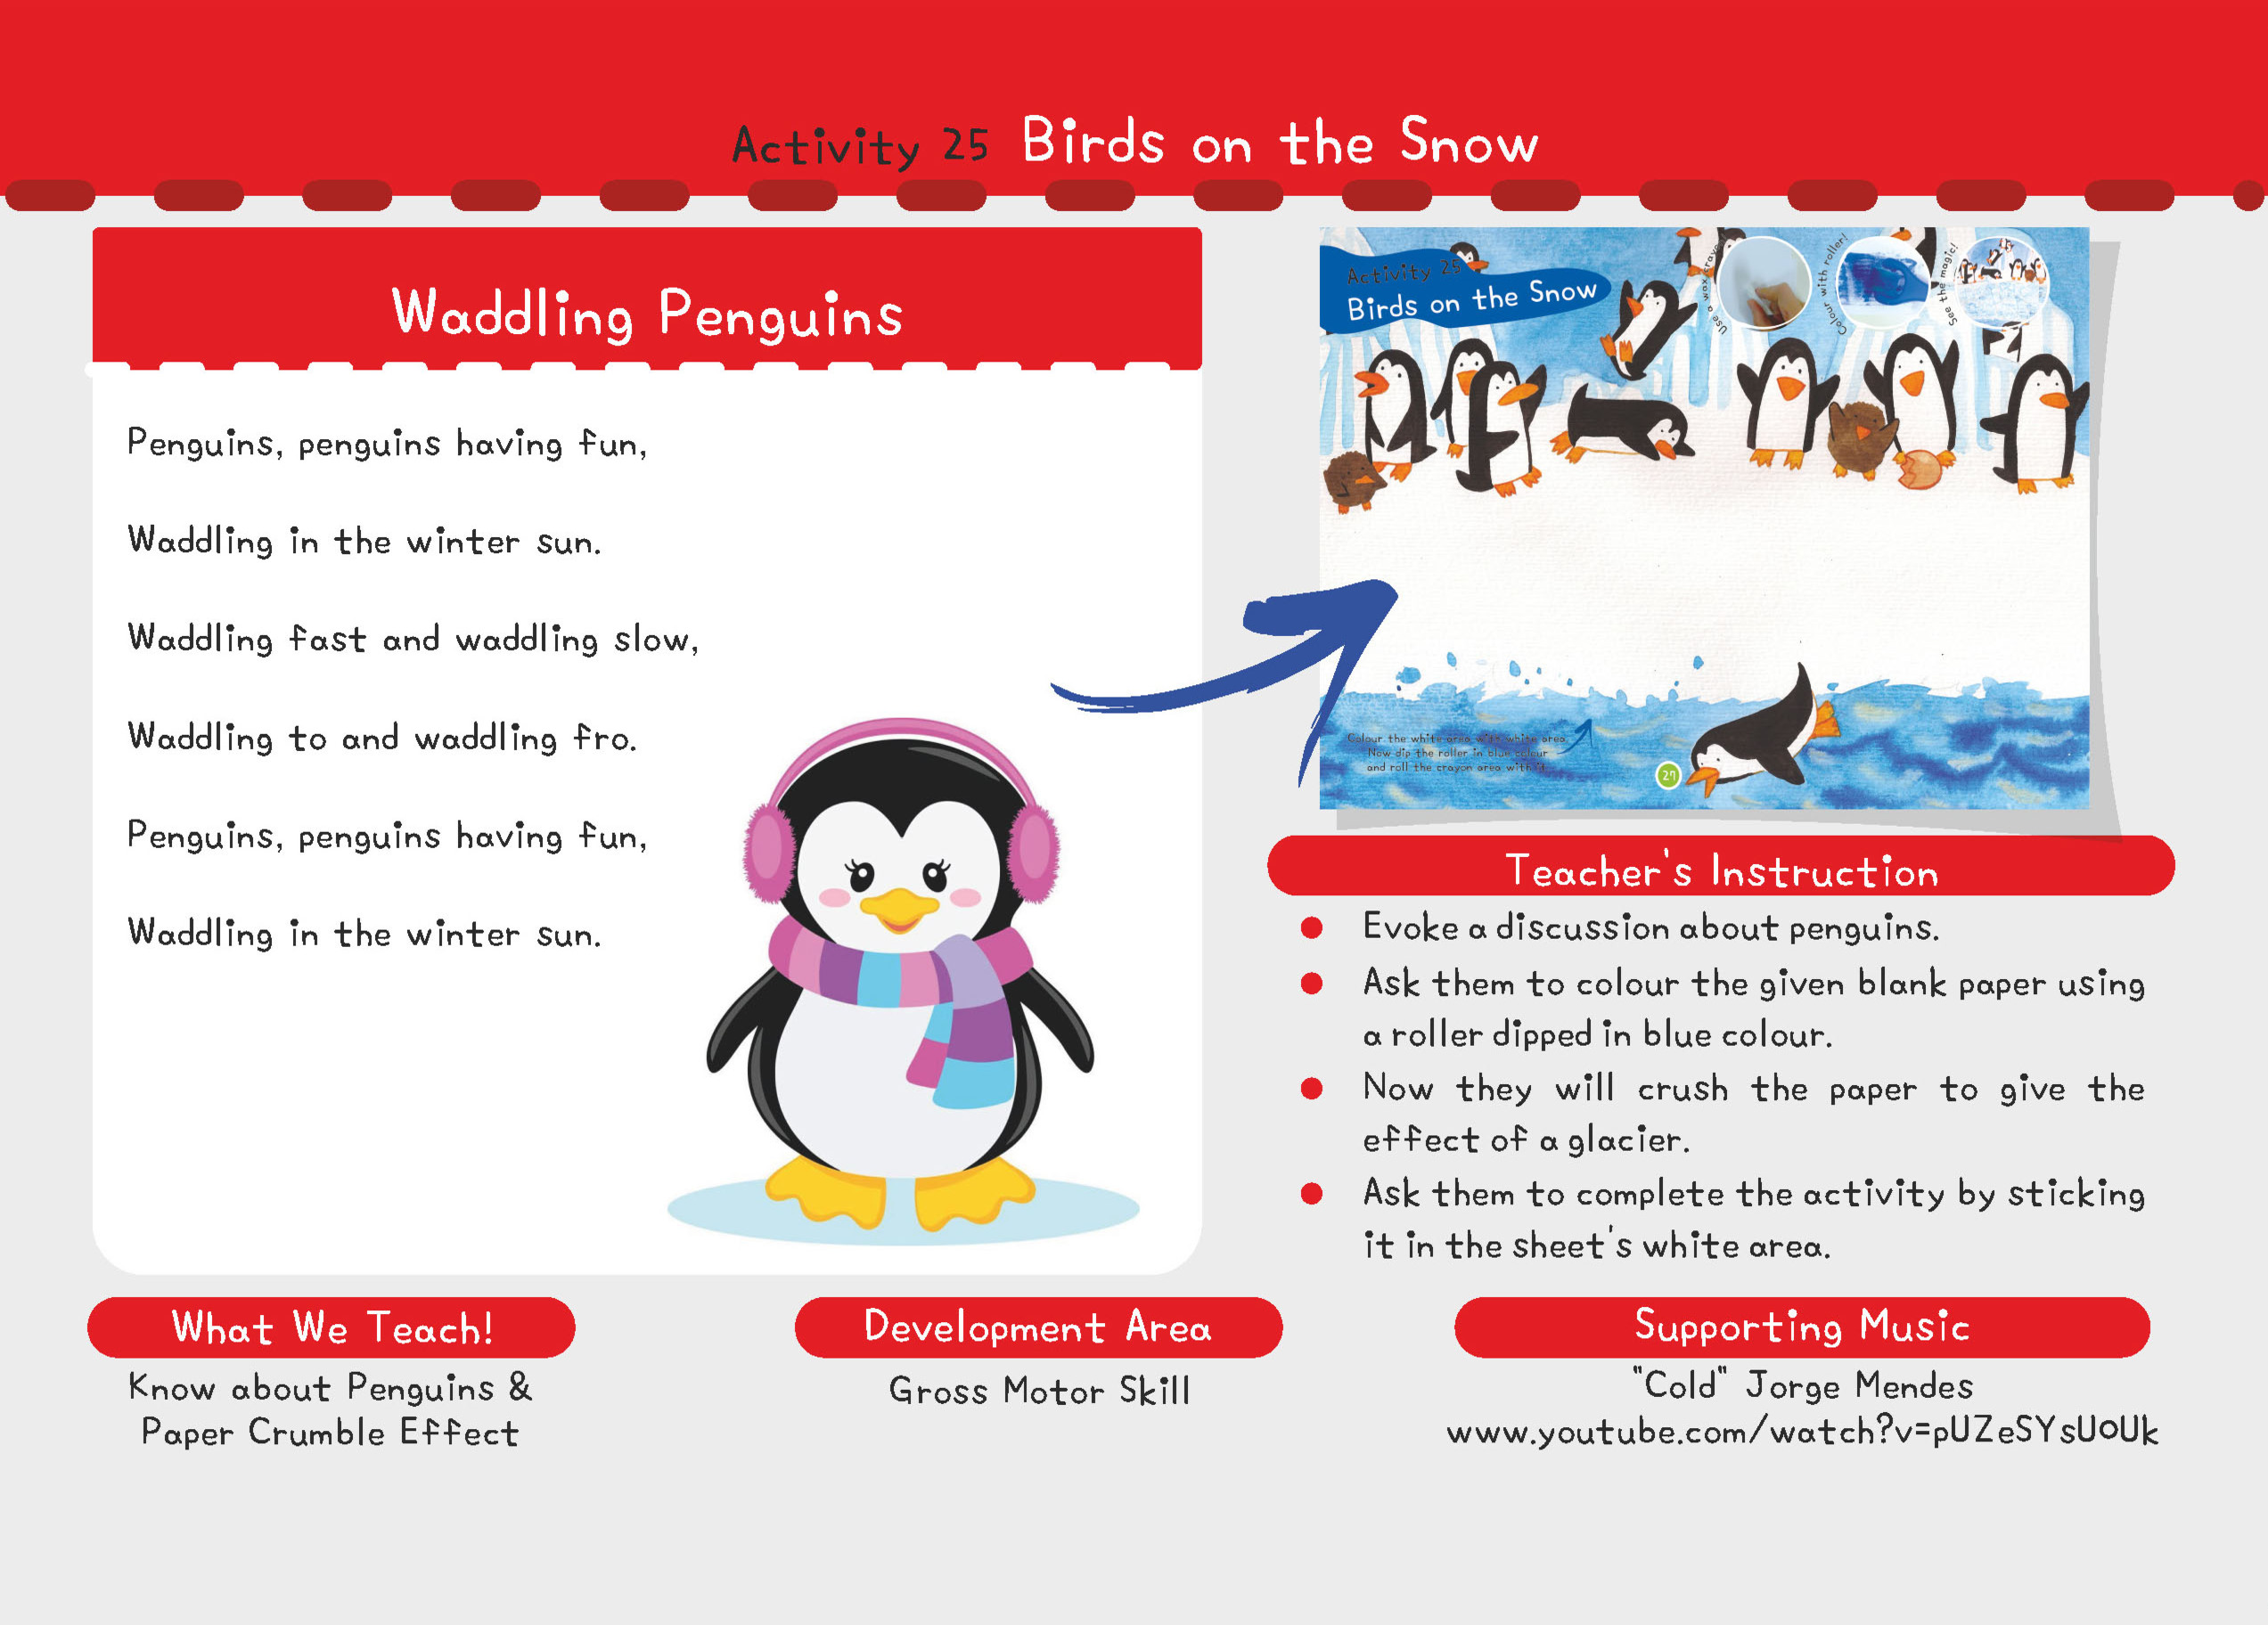 Activity 25 Birds on the Snow
Waddling Penguins
Penguins, penguins having fun,
Waddling in the winter sun.
Waddling fast and waddling slow,
Waddling to and waddling fro.
Penguins, penguins having fun,
Waddling in the winter sun.
Activity 25
Birds on the Snow
Use a wax crayon
Colour with roller!
See the magic!
Colour the white area with white area.
Now dip the roller in blue colour
and roll the crayon area with it.
27
Teacher's Instruction
Evoke a discussion about penguins.
Ask them to colour the given blank paper using
a roller dipped in blue colour.
Now they will crush the paper to give the
effect of a glacier.
Ask them to complete the activity by sticking
it in the sheet's white area.
What We Teach!
Know about Penguins &
Paper Crumble Effect
Development Area
Gross Motor Skill
Supporting Music
"Cold" Jorge Mendes
www.youtube.com/watch?v=pUZeSYsUoUk